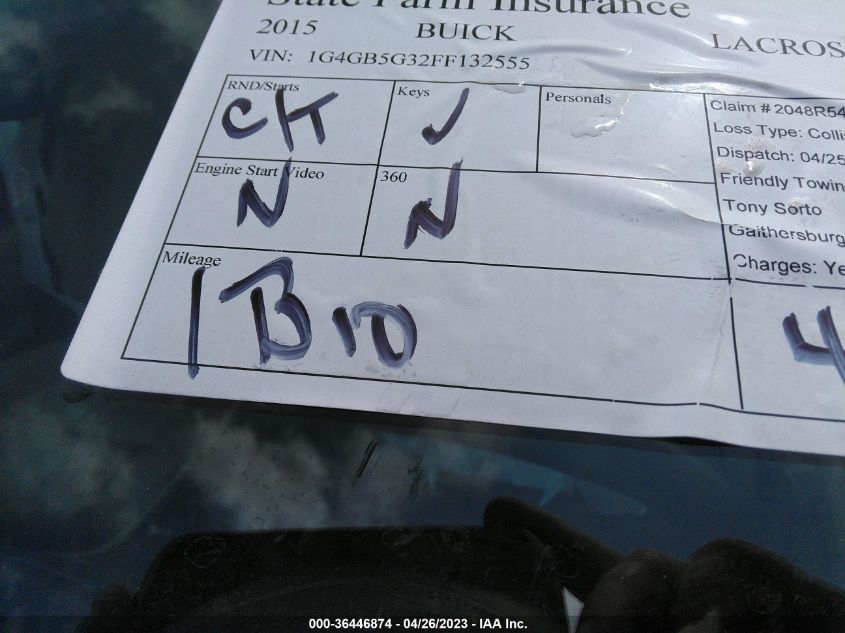 State Farm Insurance
2015 BUICK LACROS
VIN: 1G4GB5G32FF132555
RND/Starts Keys Personals Claim # 2048R54
CK ✓ Loss Type: Colli
Dispatch: 04/25
Engine Start Video 360 Friendly Towin
N N Tony Sorto
Gaithersburg
Mileage Charges: Ye
4
000-36446874 - 04/26/2023 - IAA Inc.